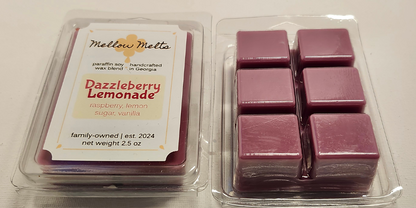 Mellow Melts
paraffin soy handcrafted
wax blend in Georgia
Dazzleberry
Lemonade
raspberry, lemon
sugar, vanilla
family-owned | est. 2024
net weight 2.5 oz